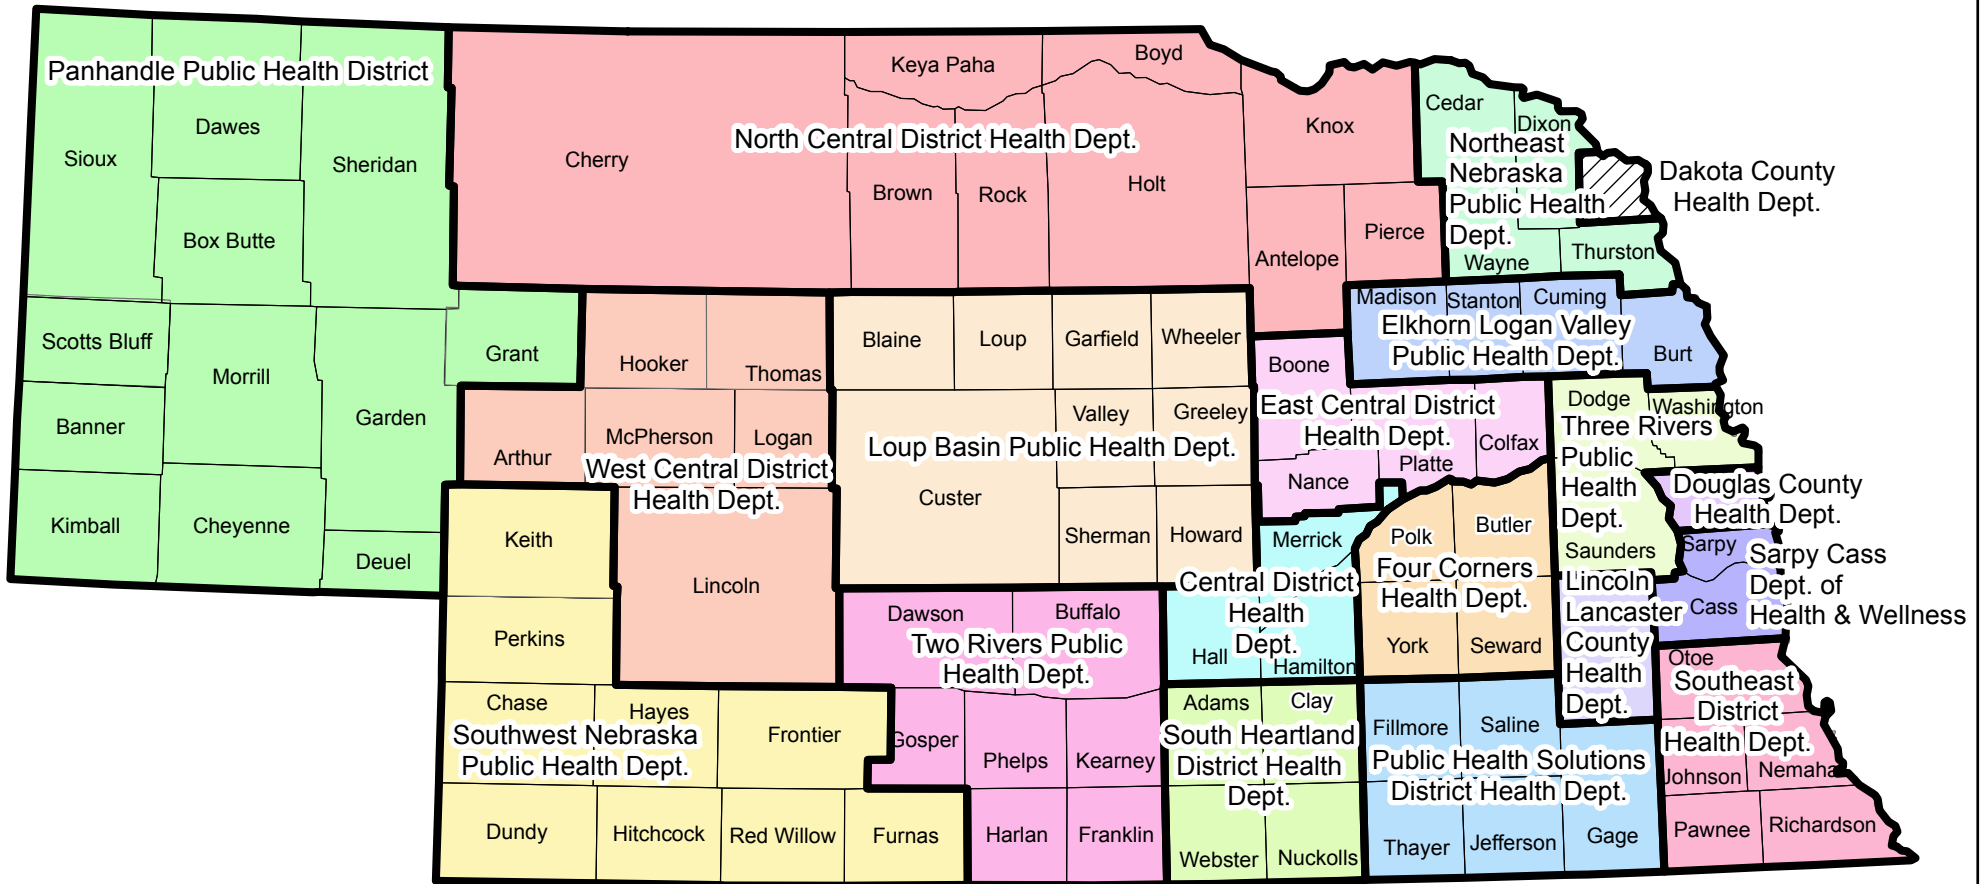 Panhandle Public Health District
Sioux
Dawes
Sheridan
Box Butte
Scotts Bluff
Morrill
Grant
Garden
Banner
Kimball
Cheyenne
Deuel
Keya Paha
Boyd
North Central District Health Dept.
Cherry
Brown
Rock
Holt
Knox
Antelope
Pierce
Cedar
Dixon
Northeast
Nebraska
Public Health
Dept.
Wayne
Thurston
Dakota County
Health Dept.
Madison
Stanton
Cuming
Elkhorn Logan Valley
Public Health Dept.
Burt
Hooker
Thomas
Arthur
McPherson
Logan
West Central District
Health Dept.
Lincoln
Blaine
Loup
Garfield
Wheeler
Valley
Greeley
Loup Basin Public Health Dept.
Custer
Sherman
Howard
Boone
East Central District
Health Dept.
Colfax
Platte
Nance
Dodge
Washington
Three Rivers
Public
Health
Dept.
Saunders
Douglas County
Health Dept.
Sarpy
Sarpy Cass
Dept. of
Health & Wellness
Cass
Merrick
Central District
Health
Dept.
Hall
Hamilton
Polk
Butler
Four Corners
Health Dept.
York
Seward
Lincoln
Lancaster
County
Health
Dept.
Keith
Perkins
Chase
Hayes
Frontier
Southwest Nebraska
Public Health Dept.
Dundy
Hitchcock
Red Willow
Furnas
Dawson
Buffalo
Two Rivers Public
Health Dept.
Gosper
Phelps
Kearney
Harlan
Franklin
Adams
Clay
South Heartland
District Health
Dept.
Webster
Nuckolls
Fillmore
Saline
Public Health Solutions
District Health Dept.
Thayer
Jefferson
Gage
Otoe
Southeast
District
Health Dept.
Johnson
Nemaha
Pawnee
Richardson